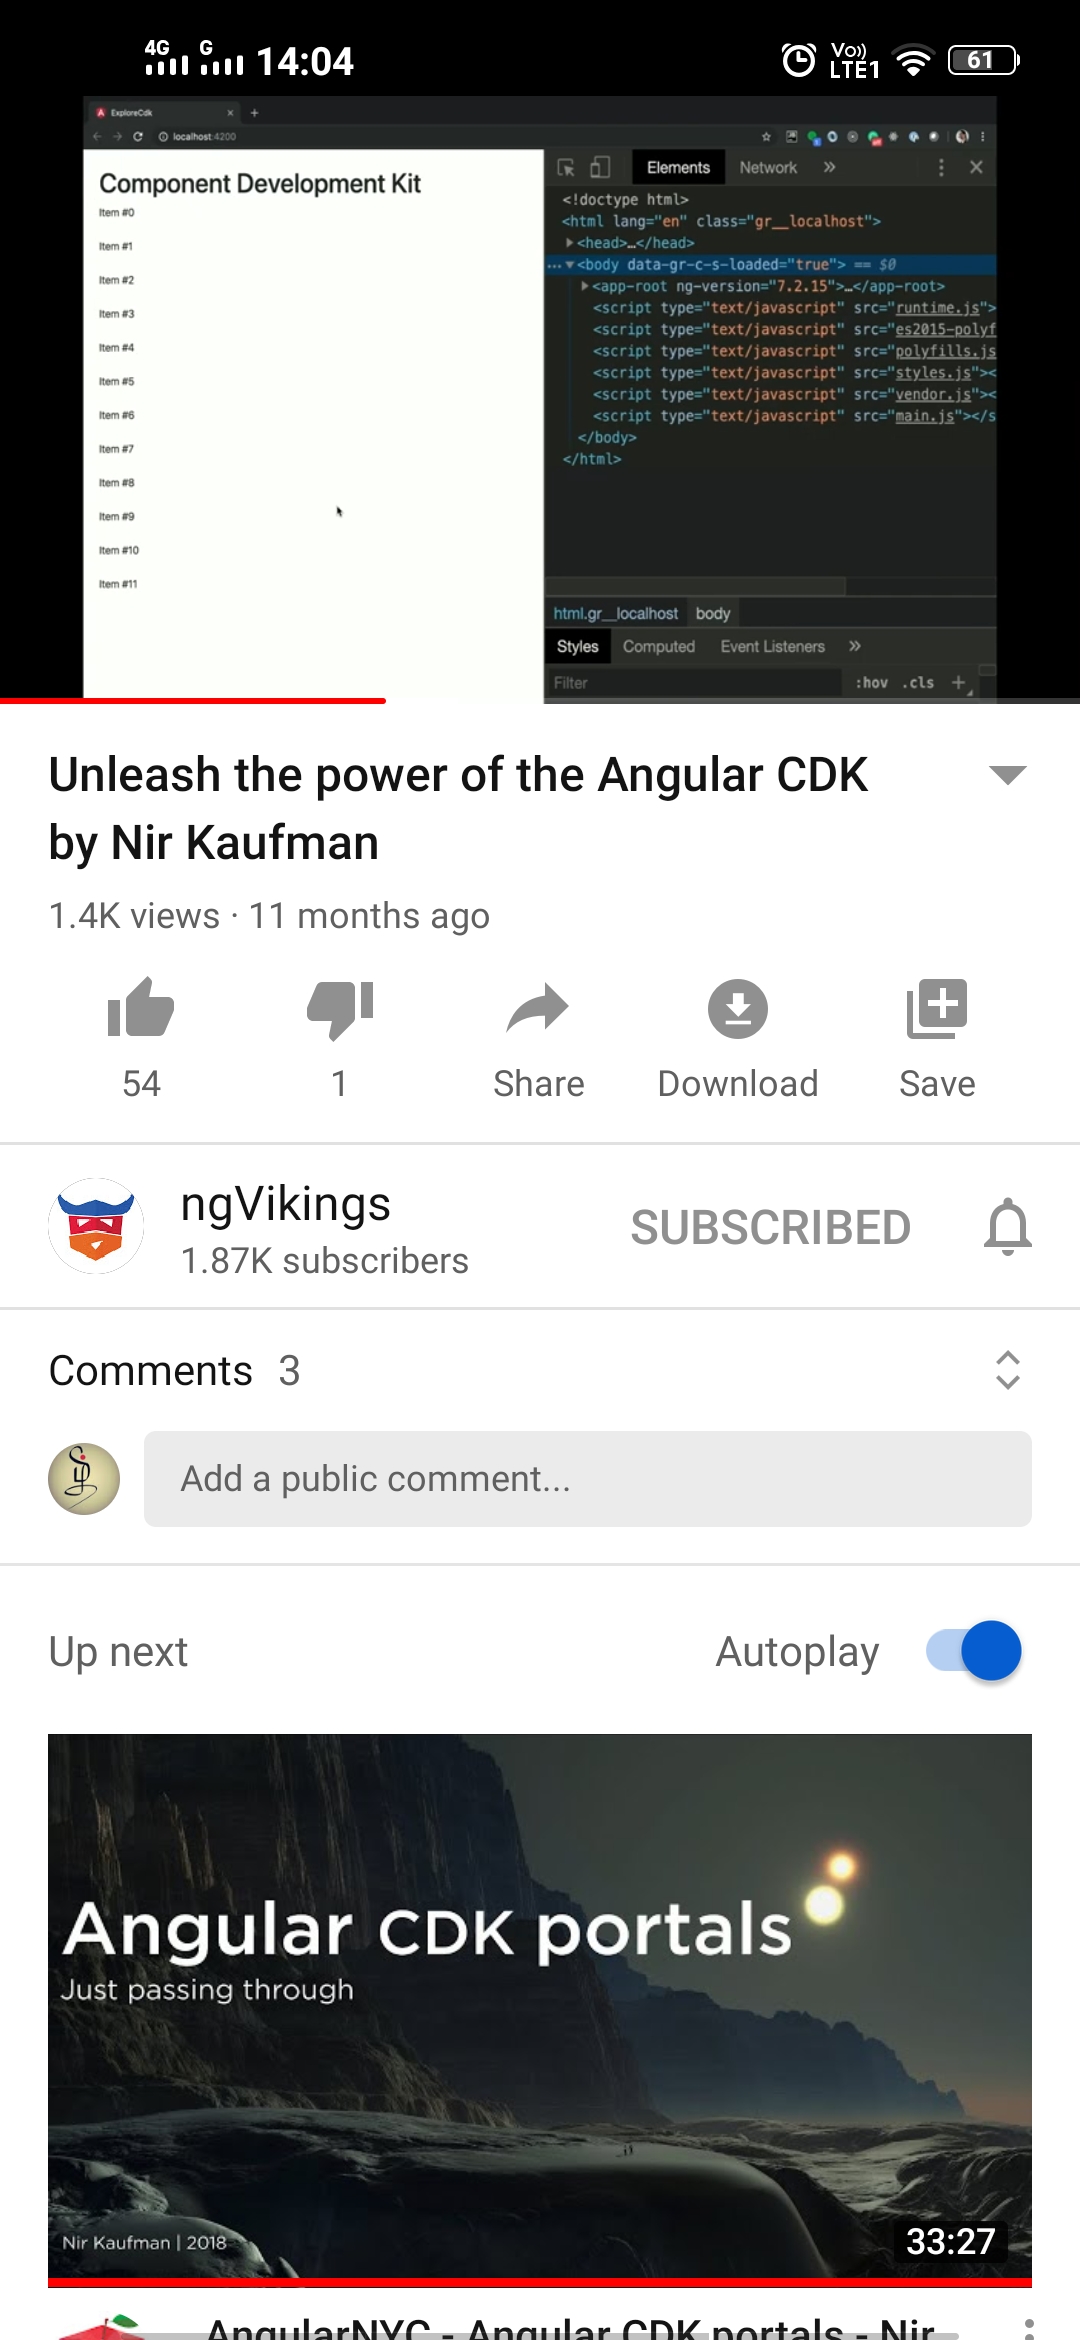 4G G 14:04 Vo)) LTE1 61
ExploreCdk
localhost:4200
Component Development Kit
Item #0
Item #1
Item #2
Item #3
Item #4
Item #5
Item #6
Item #7
Item #8
Item #9
Item #10
Item #11
Elements Network »
<!doctype html>
<html lang="en" class="gr__localhost">
<head>…</head>
…<body data-gr-c-s-loaded="true"> == $0
<app-root ng-version="7.2.15">…</app-root>
<script type="text/javascript" src="runtime.js">
<script type="text/javascript" src="es2015-polyf
<script type="text/javascript" src="polyfills.js
<script type="text/javascript" src="styles.js"><
<script type="text/javascript" src="vendor.js"><
<script type="text/javascript" src="main.js"></s
</body>
</html>
html.gr__localhost body
Styles Computed Event Listeners »
Filter :hov .cls +
Unleash the power of the Angular CDK
by Nir Kaufman
1.4K views · 11 months ago
54 1 Share Download Save
ngVikings
1.87K subscribers
SUBSCRIBED
Comments 3
Add a public comment...
Up next Autoplay
Angular CDK portals
Just passing through
Nir Kaufman | 2018
33:27
AngularNYC - Angular CDK portals - Nir